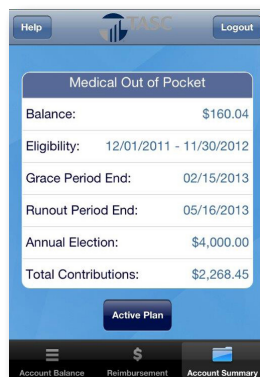 Help
TASC
Logout
Medical Out of Pocket
Balance: $160.04
Eligibility: 12/01/2011 - 11/30/2012
Grace Period End: 02/15/2013
Runout Period End: 05/16/2013
Annual Election: $4,000.00
Total Contributions: $2,268.45
Active Plan
Account Balance
Reimbursement
Account Summary